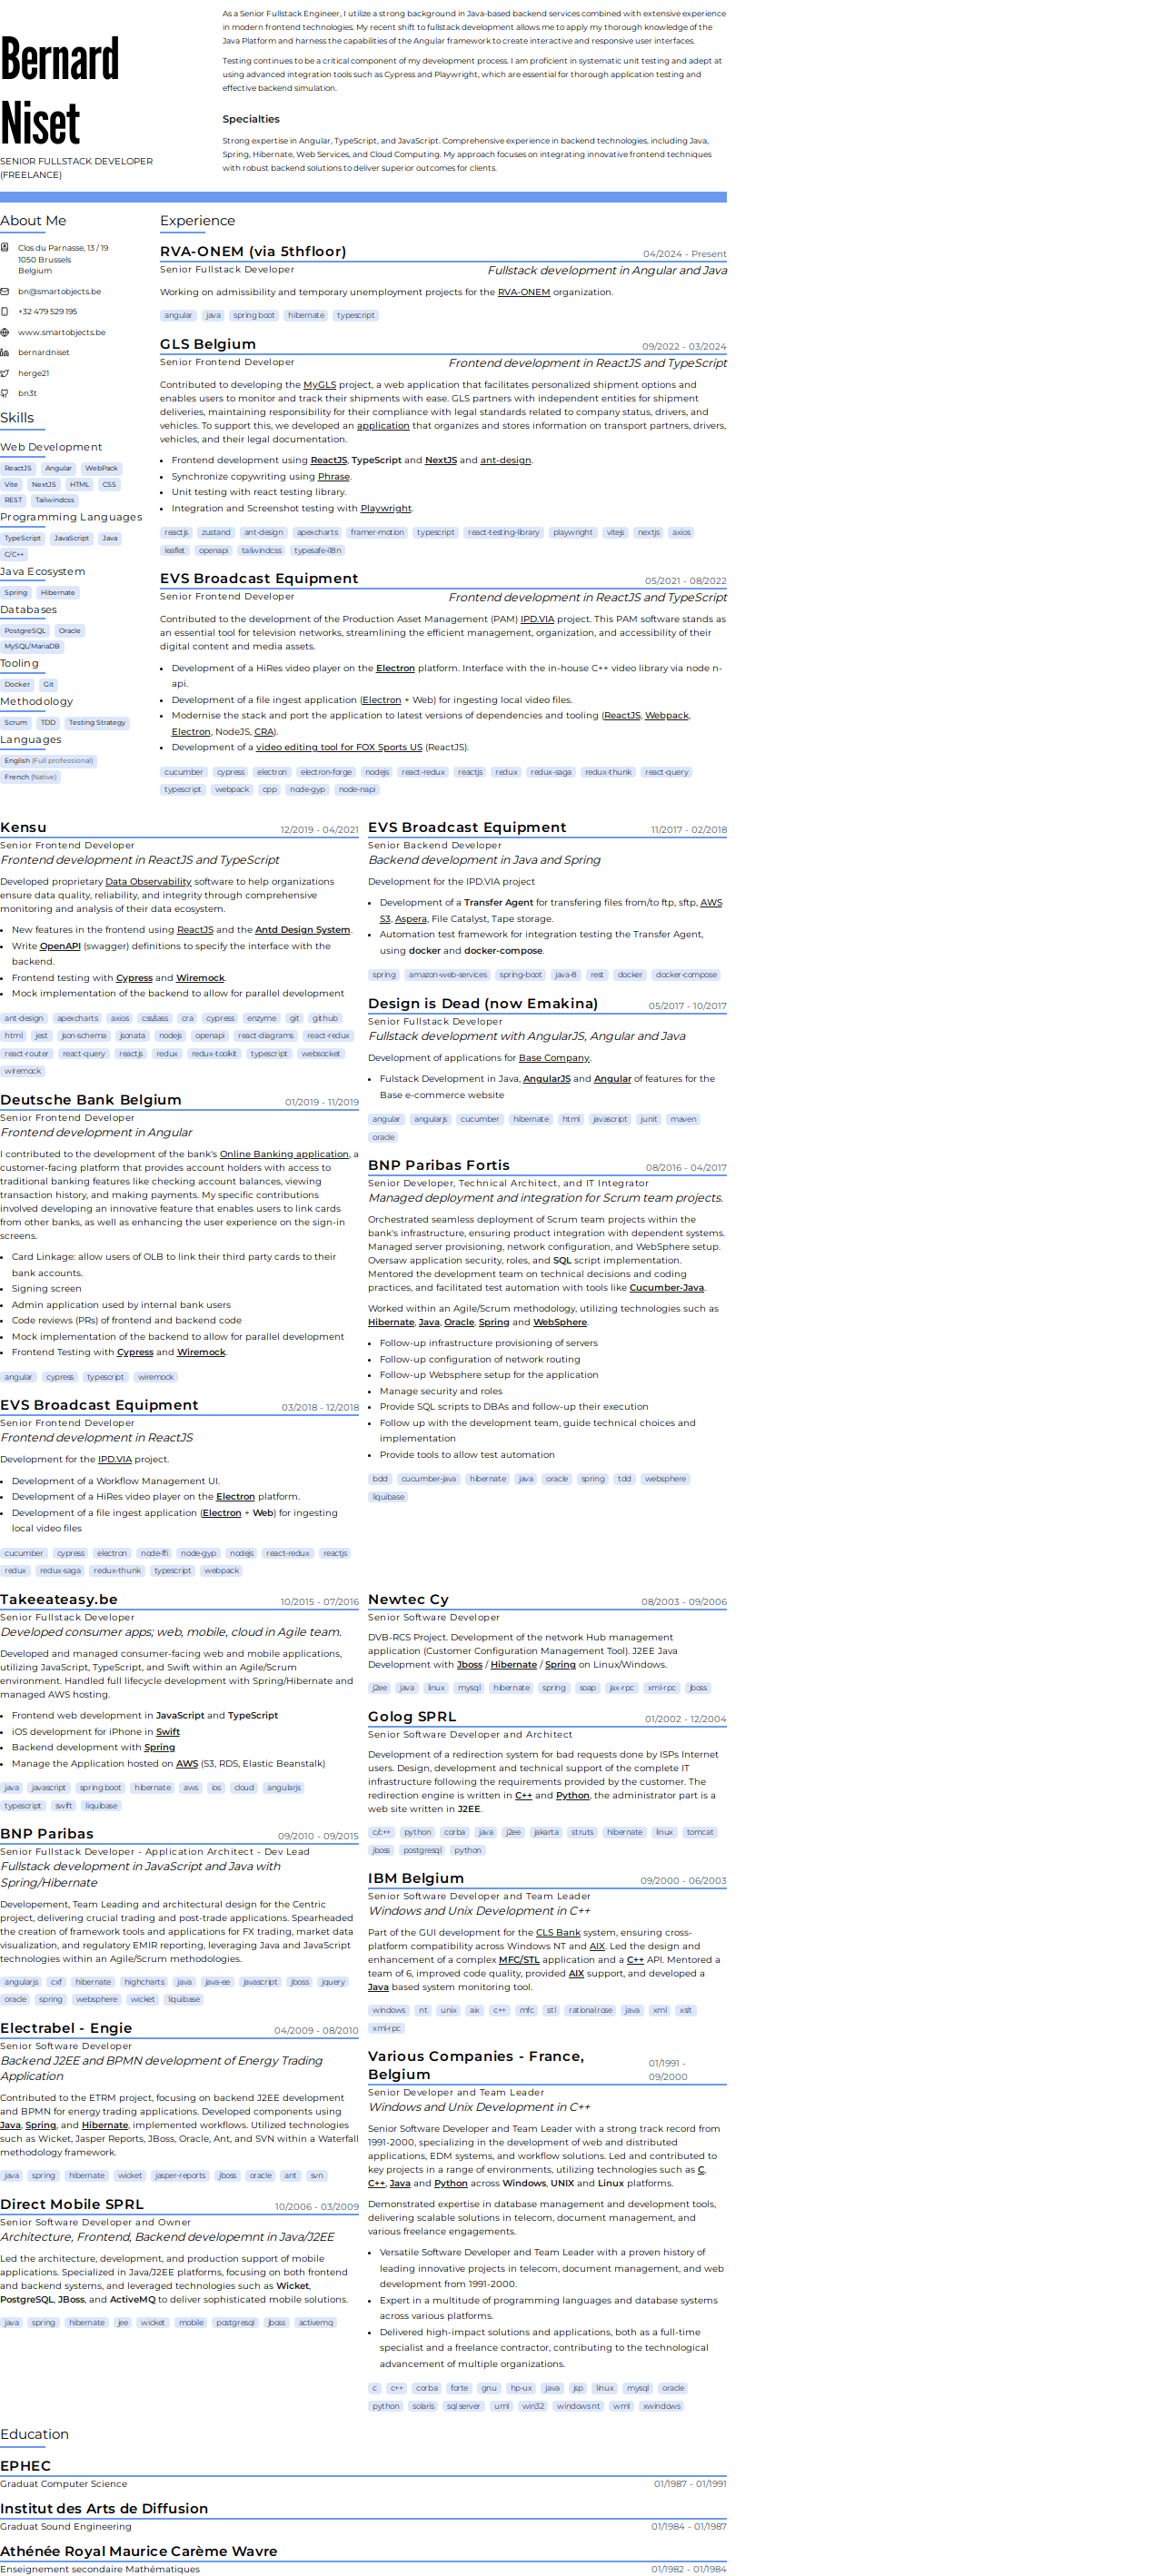 Bernard
Niset
SENIOR FULLSTACK DEVELOPER
(FREELANCE)
As a Senior Fullstack Engineer, I utilize a strong background in Java-based backend services combined with extensive experience
in modern frontend technologies. My recent shift to fullstack development allows me to apply my thorough knowledge of the
Java Platform and harness the capabilities of the Angular framework to create interactive and responsive user interfaces.
Testing continues to be a critical component of my development process. I am proficient in systematic unit testing and adept at
using advanced integration tools such as Cypress and Playwright, which are essential for thorough application testing and
effective backend simulation.
Specialties
Strong expertise in Angular, TypeScript, and JavaScript. Comprehensive experience in backend technologies, including Java,
Spring, Hibernate, Web Services, and Cloud Computing. My approach focuses on integrating innovative frontend techniques
with robust backend solutions to deliver superior outcomes for clients.
About Me
Clos du Parnasse, 13 / 19
1050 Brussels
Belgium
bn@smartobjects.be
+32 479 529 195
www.smartobjects.be
bernardniset
herge21
bn3t
Skills
Web Development
ReactJS Angular WebPack
Vite NextJS HTML CSS
REST Tailwindcss
Programming Languages
TypeScript JavaScript Java
C/C++
Java Ecosystem
Spring Hibernate
Databases
PostgreSQL Oracle
MySQL/MariaDB
Tooling
Docker Git
Methodology
Scrum TDD Testing Strategy
Languages
English (Full professional)
French (Native)
Experience
RVA-ONEM (via 5thfloor) 04/2024 - Present
Senior Fullstack Developer Fullstack development in Angular and Java
Working on admissibility and temporary unemployment projects for the RVA-ONEM organization.
angular java spring boot hibernate typescript
GLS Belgium 09/2022 - 03/2024
Senior Frontend Developer Frontend development in ReactJS and TypeScript
Contributed to developing the MyGLS project, a web application that facilitates personalized shipment options and
enables users to monitor and track their shipments with ease. GLS partners with independent entities for shipment
deliveries, maintaining responsibility for their compliance with legal standards related to company status, drivers, and
vehicles. To support this, we developed an application that organizes and stores information on transport partners, drivers,
vehicles, and their legal documentation.
• Frontend development using ReactJS, TypeScript and NextJS and ant-design.
• Synchronize copywriting using Phrase.
• Unit testing with react testing library.
• Integration and Screenshot testing with Playwright.
reactjs zustand ant-design apexcharts framer-motion typescript react-testing-library playwright vitejs nextjs axios
leaflet openapi tailwindcss typesafe-i18n
EVS Broadcast Equipment 05/2021 - 08/2022
Senior Frontend Developer Frontend development in ReactJS and TypeScript
Contributed to the development of the Production Asset Management (PAM) IPD.VIA project. This PAM software stands as
an essential tool for television networks, streamlining the efficient management, organization, and accessibility of their
digital content and media assets.
• Development of a HiRes video player on the Electron platform. Interface with the in-house C++ video library via node n-
api.
• Development of a file ingest application (Electron + Web) for ingesting local video files.
• Modernise the stack and port the application to latest versions of dependencies and tooling (ReactJS, Webpack,
Electron, NodeJS, CRA).
• Development of a video editing tool for FOX Sports US (ReactJS).
cucumber cypress electron electron-forge nodejs react-redux reactjs redux redux-saga redux-thunk react-query
typescript webpack cpp node-gyp node-napi
Kensu 12/2019 - 04/2021
Senior Frontend Developer
Frontend development in ReactJS and TypeScript
Developed proprietary Data Observability software to help organizations
ensure data quality, reliability, and integrity through comprehensive
monitoring and analysis of their data ecosystem.
• New features in the frontend using ReactJS and the Antd Design System.
• Write OpenAPI (swagger) definitions to specify the interface with the
backend.
• Frontend testing with Cypress and Wiremock.
• Mock implementation of the backend to allow for parallel development
ant-design apexcharts axios css/sass cra cypress enzyme git github
html jest json-schema jsonata nodejs openapi react-diagrams react-redux
react-router react-query reactjs redux redux-toolkit typescript websocket
wiremock
Deutsche Bank Belgium 01/2019 - 11/2019
Senior Frontend Developer
Frontend development in Angular
I contributed to the development of the bank's Online Banking application, a
customer-facing platform that provides account holders with access to
traditional banking features like checking account balances, viewing
transaction history, and making payments. My specific contributions
involved developing an innovative feature that enables users to link cards
from other banks, as well as enhancing the user experience on the sign-in
screens.
• Card Linkage: allow users of OLB to link their third party cards to their
bank accounts.
• Signing screen
• Admin application used by internal bank users
• Code reviews (PRs) of frontend and backend code
• Mock implementation of the backend to allow for parallel development
• Frontend Testing with Cypress and Wiremock.
angular cypress typescript wiremock
EVS Broadcast Equipment 03/2018 - 12/2018
Senior Frontend Developer
Frontend development in ReactJS
Development for the IPD.VIA project.
• Development of a Workflow Management UI.
• Development of a HiRes video player on the Electron platform.
• Development of a file ingest application (Electron + Web) for ingesting
local video files
cucumber cypress electron node-ffi node-gyp nodejs react-redux reactjs
redux redux-saga redux-thunk typescript webpack
EVS Broadcast Equipment 11/2017 - 02/2018
Senior Backend Developer
Backend development in Java and Spring
Development for the IPD.VIA project
• Development of a Transfer Agent for transfering files from/to ftp, sftp, AWS
S3, Aspera, File Catalyst, Tape storage.
• Automation test framework for integration testing the Transfer Agent,
using docker and docker-compose.
spring amazon-web-services spring-boot java-8 rest docker docker-compose
Design is Dead (now Emakina) 05/2017 - 10/2017
Senior Fullstack Developer
Fullstack development with AngularJS, Angular and Java
Development of applications for Base Company.
• Fulstack Development in Java, AngularJS and Angular of features for the
Base e-commerce website
angular angularjs cucumber hibernate html javascript junit maven
oracle
BNP Paribas Fortis 08/2016 - 04/2017
Senior Developer, Technical Architect, and IT Integrator
Managed deployment and integration for Scrum team projects.
Orchestrated seamless deployment of Scrum team projects within the
bank's infrastructure, ensuring product integration with dependent systems.
Managed server provisioning, network configuration, and WebSphere setup.
Oversaw application security, roles, and SQL script implementation.
Mentored the development team on technical decisions and coding
practices, and facilitated test automation with tools like Cucumber-Java.
Worked within an Agile/Scrum methodology, utilizing technologies such as
Hibernate, Java, Oracle, Spring and WebSphere.
• Follow-up infrastructure provisioning of servers
• Follow-up configuration of network routing
• Follow-up Websphere setup for the application
• Manage security and roles
• Provide SQL scripts to DBAs and follow-up their execution
• Follow up with the development team, guide technical choices and
implementation
• Provide tools to allow test automation
bdd cucumber-java hibernate java oracle spring tdd websphere
liquibase
Takeeateasy.be 10/2015 - 07/2016
Senior Fullstack Developer
Developed consumer apps; web, mobile, cloud in Agile team.
Developed and managed consumer-facing web and mobile applications,
utilizing JavaScript, TypeScript, and Swift within an Agile/Scrum
environment. Handled full lifecycle development with Spring/Hibernate and
managed AWS hosting.
• Frontend web development in JavaScript and TypeScript
• iOS development for iPhone in Swift
• Backend development with Spring
• Manage the Application hosted on AWS (S3, RDS, Elastic Beanstalk)
java javascript spring boot hibernate aws ios cloud angularjs
typescript swift liquibase
BNP Paribas 09/2010 - 09/2015
Senior Fullstack Developer - Application Architect - Dev Lead
Fullstack development in JavaScript and Java with
Spring/Hibernate
Developement, Team Leading and architectural design for the Centric
project, delivering crucial trading and post-trade applications. Spearheaded
the creation of framework tools and applications for FX trading, market data
visualization, and regulatory EMIR reporting, leveraging Java and JavaScript
technologies within an Agile/Scrum methodologies.
angularjs cxf hibernate highcharts java java-ee javascript jboss jquery
oracle spring websphere wicket liquibase
Electrabel - Engie 04/2009 - 08/2010
Senior Software Developer
Backend J2EE and BPMN development of Energy Trading
Application
Contributed to the ETRM project, focusing on backend J2EE development
and BPMN for energy trading applications. Developed components using
Java, Spring, and Hibernate, implemented workflows. Utilized technologies
such as Wicket, Jasper Reports, JBoss, Oracle, Ant, and SVN within a Waterfall
methodology framework.
java spring hibernate wicket jasper-reports jboss oracle ant svn
Direct Mobile SPRL 10/2006 - 03/2009
Senior Software Developer and Owner
Architecture, Frontend, Backend developemnt in Java/J2EE
Led the architecture, development, and production support of mobile
applications. Specialized in Java/J2EE platforms, focusing on both frontend
and backend systems, and leveraged technologies such as Wicket,
PostgreSQL, JBoss, and ActiveMQ to deliver sophisticated mobile solutions.
java spring hibernate jee wicket mobile postgresql jboss activemq
Newtec Cy 08/2003 - 09/2006
Senior Software Developer
DVB-RCS Project. Development of the network Hub management
application (Customer Configuration Management Tool). J2EE Java
Development with Jboss / Hibernate / Spring on Linux/Windows.
j2ee java linux mysql hibernate spring soap jax-rpc xml-rpc jboss
Golog SPRL 01/2002 - 12/2004
Senior Software Developer and Architect
Development of a redirection system for bad requests done by ISPs Internet
users. Design, development and technical support of the complete IT
infrastructure following the requirements provided by the customer. The
redirection engine is written in C++ and Python, the administrator part is a
web site written in J2EE.
c/c++ python corba java j2ee jakarta struts hibernate linux tomcat
jboss postgresql python
IBM Belgium 09/2000 - 06/2003
Senior Software Developer and Team Leader
Windows and Unix Development in C++
Part of the GUI development for the CLS Bank system, ensuring cross-
platform compatibility across Windows NT and AIX. Led the design and
enhancement of a complex MFC/STL application and a C++ API. Mentored a
team of 6, improved code quality, provided AIX support, and developed a
Java based system monitoring tool.
windows nt unix aix c++ mfc stl rational rose java xml xslt
xml-rpc
Various Companies - France,
Belgium
01/1991 -
09/2000
Senior Developer and Team Leader
Windows and Unix Development in C++
Senior Software Developer and Team Leader with a strong track record from
1991-2000, specializing in the development of web and distributed
applications, EDM systems, and workflow solutions. Led and contributed to
key projects in a range of environments, utilizing technologies such as C,
C++, Java and Python across Windows, UNIX and Linux platforms.
Demonstrated expertise in database management and development tools,
delivering scalable solutions in telecom, document management, and
various freelance engagements.
• Versatile Software Developer and Team Leader with a proven history of
leading innovative projects in telecom, document management, and web
development from 1991-2000.
• Expert in a multitude of programming languages and database systems
across various platforms.
• Delivered high-impact solutions and applications, both as a full-time
specialist and a freelance contractor, contributing to the technological
advancement of multiple organizations.
c c++ corba forte gnu hp-ux java jsp linux mysql oracle
python solaris sql server uml win32 windows nt wml xwindows
Education
EPHEC
Graduat Computer Science 01/1987 - 01/1991
Institut des Arts de Diffusion
Graduat Sound Engineering 01/1984 - 01/1987
Athénée Royal Maurice Carème Wavre
Enseignement secondaire Mathématiques 01/1982 - 01/1984